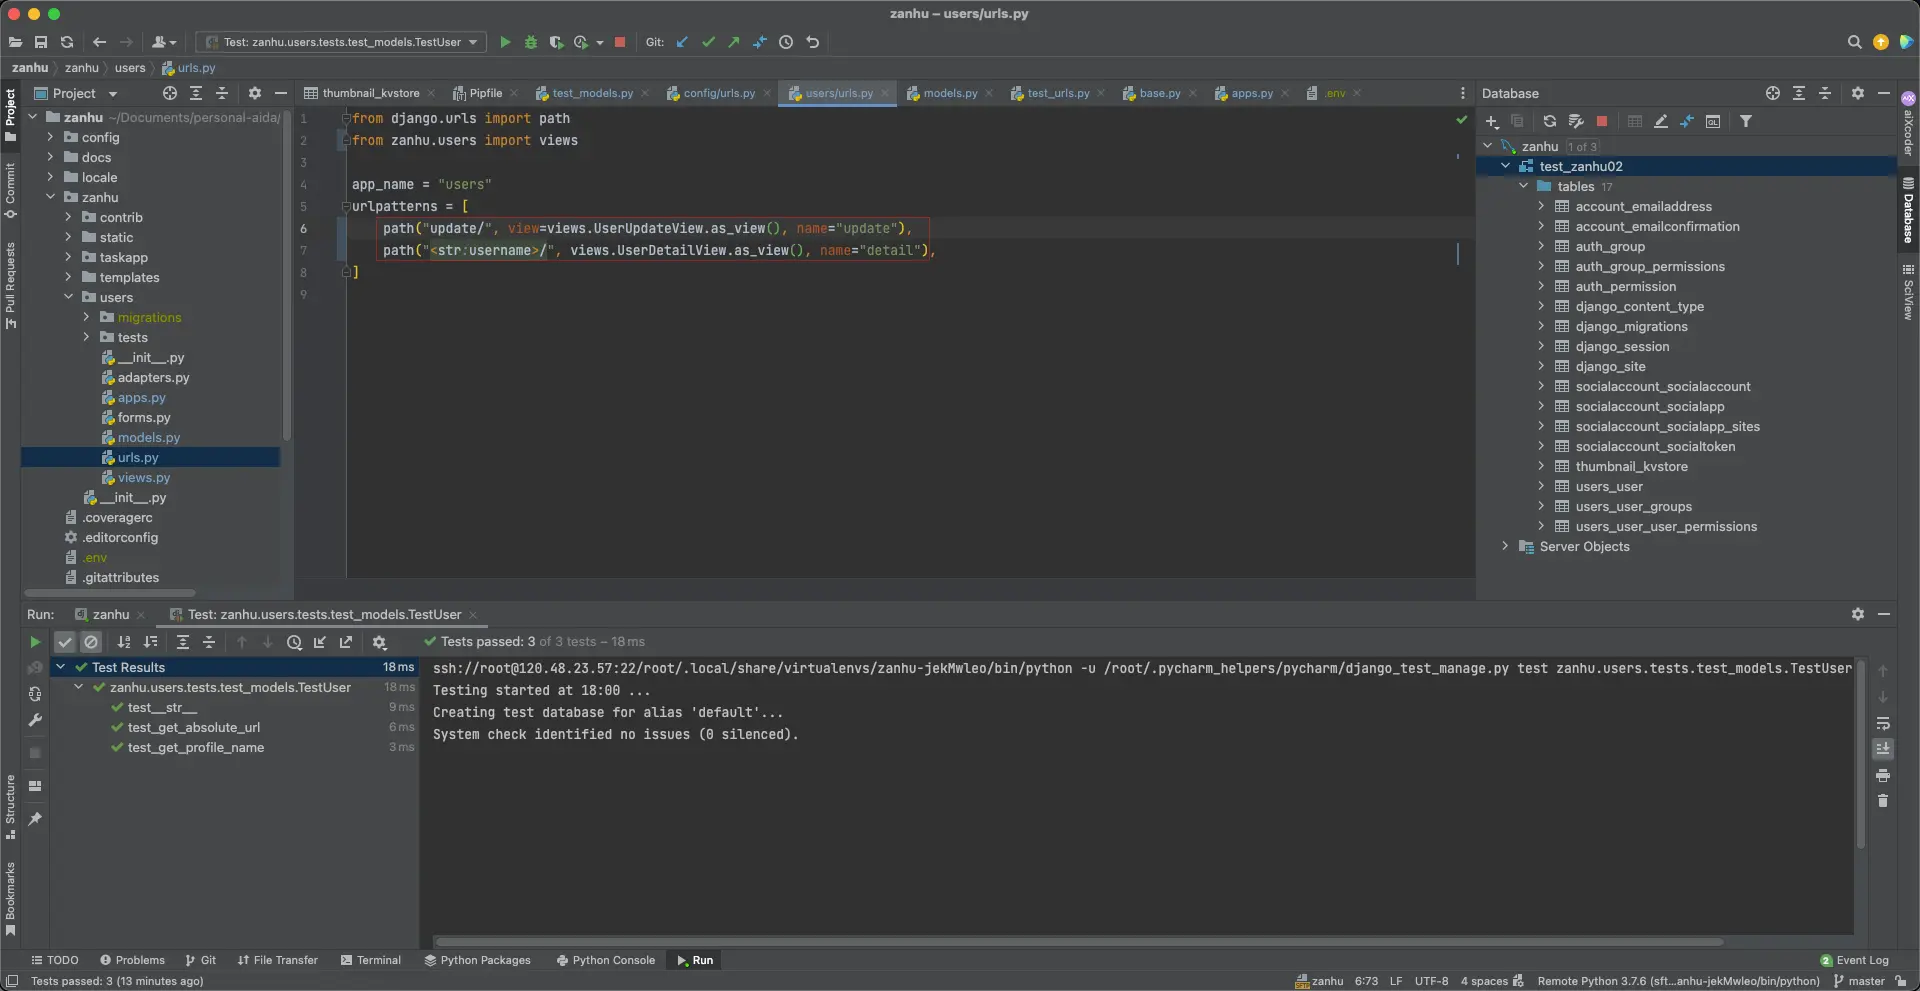 zanhu – users/urls.py
Test: zanhu.users.tests.test_models.TestUser
Git:
zanhu
zanhu
users
urls.py
Project
thumbnail_kvstore
Pipfile
test_models.py
config/urls.py
users/urls.py
models.py
test_urls.py
base.py
apps.py
.env
Database
Project
Commit
Pull Requests
Structure
Bookmarks
zanhu ~/Documents/personal-aida/
config
docs
locale
zanhu
contrib
static
taskapp
templates
users
migrations
tests
__init__.py
adapters.py
apps.py
forms.py
models.py
urls.py
views.py
__init__.py
.coveragerc
.editorconfig
.env
.gitattributes
1 from django.urls import path
2 from zanhu.users import views
3
4 app_name = "users"
5 urlpatterns = [
6 path("update/", view=views.UserUpdateView.as_view(), name="update"),
7 path("<str:username>/", views.UserDetailView.as_view(), name="detail"),
8 ]
9
zanhu 1 of 3
test_zanhu02
tables 17
account_emailaddress
account_emailconfirmation
auth_group
auth_group_permissions
auth_permission
django_content_type
django_migrations
django_session
django_site
socialaccount_socialaccount
socialaccount_socialapp
socialaccount_socialapp_sites
socialaccount_socialtoken
thumbnail_kvstore
users_user
users_user_groups
users_user_user_permissions
Server Objects
aiXcoder
Database
SciView
Run:
zanhu
Test: zanhu.users.tests.test_models.TestUser
Tests passed: 3 of 3 tests – 18 ms
Test Results 18 ms
zanhu.users.tests.test_models.TestUser 18 ms
test__str__ 9 ms
test_get_absolute_url 6 ms
test_get_profile_name 3 ms
ssh://root@120.48.23.57:22/root/.local/share/virtualenvs/zanhu-jekMwleo/bin/python -u /root/.pycharm_helpers/pycharm/django_test_manage.py test zanhu.users.tests.test_models.TestUser
Testing started at 18:00 ...
Creating test database for alias 'default'...
System check identified no issues (0 silenced).
TODO
Problems
Git
File Transfer
Terminal
Python Packages
Python Console
Run
2 Event Log
Tests passed: 3 (13 minutes ago)
zanhu
6:73
LF
UTF-8
4 spaces
Remote Python 3.7.6 (sft...anhu-jekMwleo/bin/python)
master